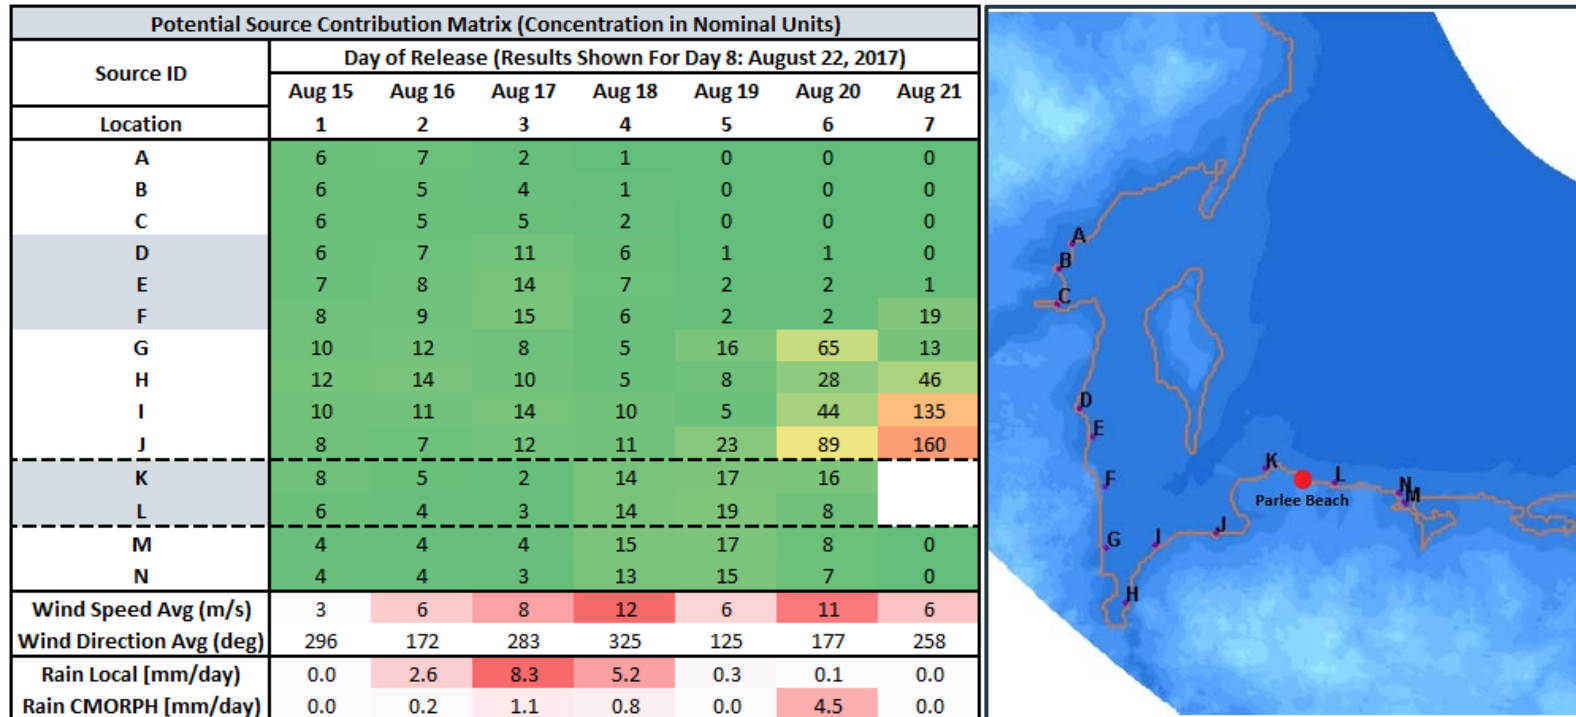 Potential Source Contribution Matrix (Concentration in Nominal Units)
Source ID
Day of Release (Results Shown For Day 8: August 22, 2017)
Aug 15 Aug 16 Aug 17 Aug 18 Aug 19 Aug 20 Aug 21
Location 1 2 3 4 5 6 7
A 6 7 2 1 0 0 0
B 6 5 4 1 0 0 0
C 6 5 5 2 0 0 0
D 6 7 11 6 1 1 0
E 7 8 14 7 2 2 1
F 8 9 15 6 2 2 19
G 10 12 8 5 16 65 13
H 12 14 10 5 8 28 46
I 10 11 14 10 5 44 135
J 8 7 12 11 23 89 160
K 8 5 2 14 17 16
L 6 4 3 14 19 8
M 4 4 4 15 17 8 0
N 4 4 3 13 15 7 0
Wind Speed Avg (m/s) 3 6 8 12 6 11 6
Wind Direction Avg (deg) 296 172 283 325 125 177 258
Rain Local [mm/day) 0.0 2.6 8.3 5.2 0.3 0.1 0.0
Rain CMORPH [mm/day) 0.0 0.2 1.1 0.8 0.0 4.5 0.0
A
B
C
D
E
F
G
H
I
J
K
L
N
M
Parlee Beach